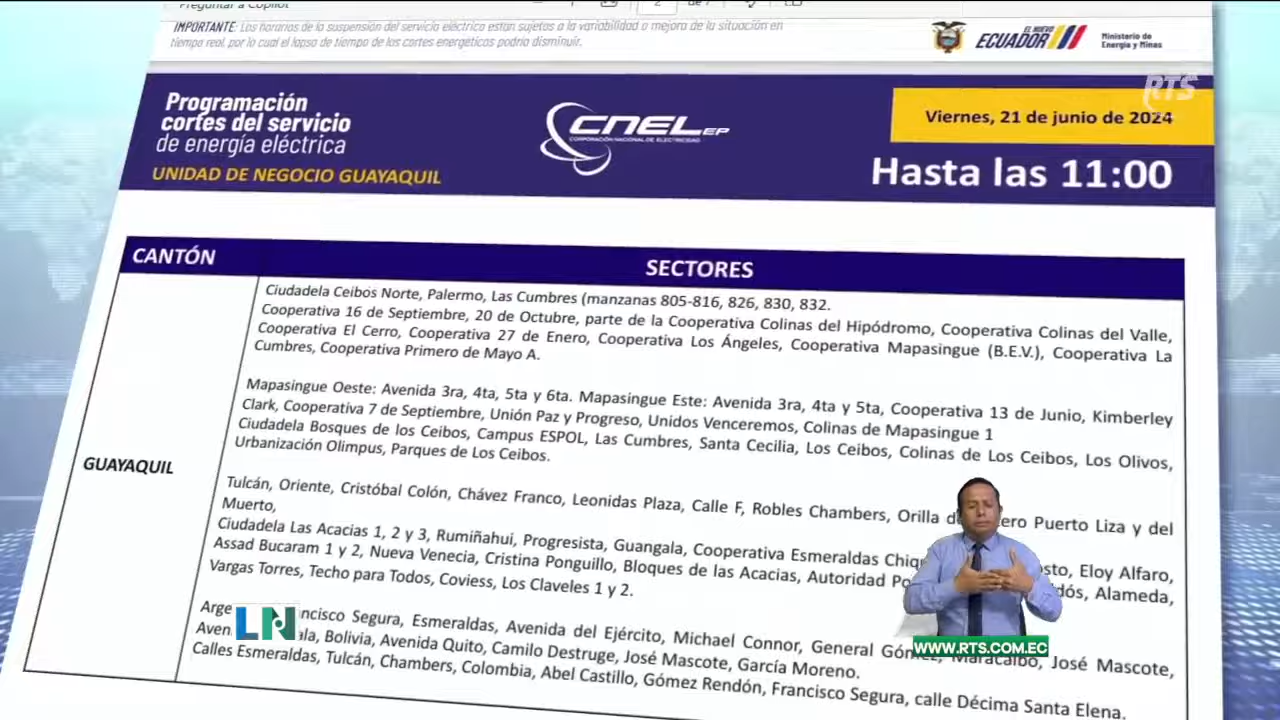 Preguntar a Copilot
2
de 7
IMPORTANTE: Los horarios de la suspensión del servicio eléctrico están sujetos a la variabilidad o mejora de la situación en
tiempo real, por lo cual el lapso de tiempo de los cortes energéticos podría disminuir.
EL NUEVO
ECUADOR
Ministerio de
Energía y Minas
RTS
Programación
cortes del servicio
de energía eléctrica
UNIDAD DE NEGOCIO GUAYAQUIL
CNEL EP
CORPORACIÓN NACIONAL DE ELECTRICIDAD
Viernes, 21 de junio de 2024
Hasta las 11:00
CANTÓN
SECTORES
GUAYAQUIL
Ciudadela Ceibos Norte, Palermo, Las Cumbres (manzanas 805-816, 826, 830, 832.
Cooperativa 16 de Septiembre, 20 de Octubre, parte de la Cooperativa Colinas del Hipódromo, Cooperativa Colinas del Valle,
Cooperativa El Cerro, Cooperativa 27 de Enero, Cooperativa Los Ángeles, Cooperativa Mapasingue (B.E.V.), Cooperativa La
Cumbres, Cooperativa Primero de Mayo A.
Mapasingue Oeste: Avenida 3ra, 4ta, 5ta y 6ta. Mapasingue Este: Avenida 3ra, 4ta y 5ta, Cooperativa 13 de Junio, Kimberley
Clark, Cooperativa 7 de Septiembre, Unión Paz y Progreso, Unidos Venceremos, Colinas de Mapasingue 1
Ciudadela Bosques de los Ceibos, Campus ESPOL, Las Cumbres, Santa Cecilia, Los Ceibos, Colinas de Los Ceibos, Los Olivos,
Urbanización Olimpus, Parques de Los Ceibos.
Tulcán, Oriente, Cristóbal Colón, Chávez Franco, Leonidas Plaza, Calle F, Robles Chambers, Orilla Puerto Liza y del
Muerto,
Ciudadela Las Acacias 1, 2 y 3, Rumiñahui, Progresista, Guangala, Cooperativa Esmeraldas Eloy Alfaro,
Assad Bucaram 1 y 2, Nueva Venecia, Cristina Ponguillo, Bloques de las Acacias, Autoridad Alameda,
Vargas Torres, Techo para Todos, Coviess, Los Claveles 1 y 2.
Segura, Esmeraldas, Avenida del Ejército, Michael Connor, General Maracaibo, José Mascote,
Bolivia, Avenida Quito, Camilo Destruge, José Mascote, García Moreno.
Calles Esmeraldas, Tulcán, Chambers, Colombia, Abel Castillo, Gómez Rendón, Francisco Segura, calle Décima Santa Elena.
LN
WWW.RTS.COM.EC